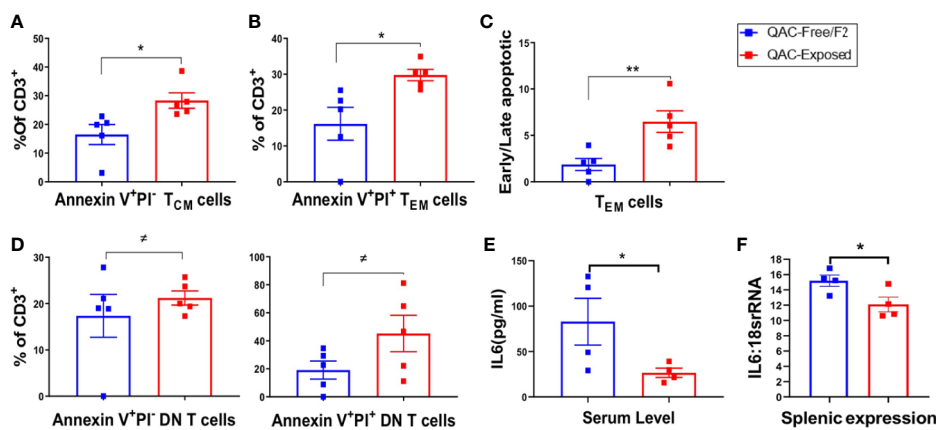 A
%Of CD3⁺
50
40
30
20
10
0
*
Annexin V⁺PI⁻ T_CM cells
B
% of CD3⁺
40
30
20
10
0
*
Annexin V⁺PI⁺ T_EM cells
C
Early/Late apoptotic
15
10
5
0
**
T_EM cells
QAC-Free/F2
QAC-Exposed
D
% of CD3⁺
30
20
10
0
≠
Annexin V⁺PI⁻ DN T cells
100
80
60
40
20
0
≠
Annexin V⁺PI⁺ DN T cells
E
IL6(pg/ml)
150
100
50
0
*
Serum Level
F
IL6:18srRNA
16
14
12
10
8
6
4
2
0
*
Splenic expression